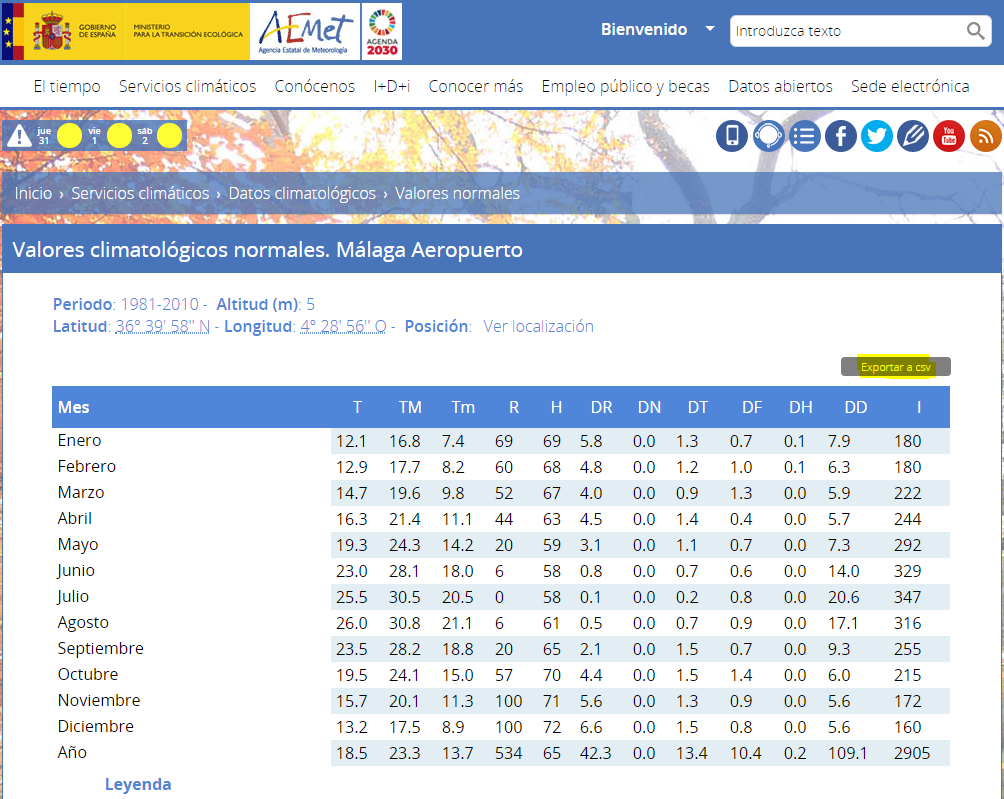 GOBIERNO DE ESPAÑA
MINISTERIO PARA LA TRANSICIÓN ECOLÓGICA
AEMet
Agencia Estatal de Meteorología
AGENDA 2030
Bienvenido
Introduzca texto
El tiempo Servicios climáticos Conócenos I+D+i Conocer más Empleo público y becas Datos abiertos Sede electrónica
jue 31 vie 1 sáb 2
You Tube
Inicio › Servicios climáticos › Datos climatológicos › Valores normales
Valores climatológicos normales. Málaga Aeropuerto
Periodo: 1981-2010 - Altitud (m): 5
Latitud: 36° 39' 58'' N - Longitud: 4° 28' 56'' O - Posición: Ver localización
Exportar a csv
Mes T TM Tm R H DR DN DT DF DH DD I
Enero 12.1 16.8 7.4 69 69 5.8 0.0 1.3 0.7 0.1 7.9 180
Febrero 12.9 17.7 8.2 60 68 4.8 0.0 1.2 1.0 0.1 6.3 180
Marzo 14.7 19.6 9.8 52 67 4.0 0.0 0.9 1.3 0.0 5.9 222
Abril 16.3 21.4 11.1 44 63 4.5 0.0 1.4 0.4 0.0 5.7 244
Mayo 19.3 24.3 14.2 20 59 3.1 0.0 1.1 0.7 0.0 7.3 292
Junio 23.0 28.1 18.0 6 58 0.8 0.0 0.7 0.6 0.0 14.0 329
Julio 25.5 30.5 20.5 0 58 0.1 0.0 0.2 0.8 0.0 20.6 347
Agosto 26.0 30.8 21.1 6 61 0.5 0.0 0.7 0.9 0.0 17.1 316
Septiembre 23.5 28.2 18.8 20 65 2.1 0.0 1.5 0.7 0.0 9.3 255
Octubre 19.5 24.1 15.0 57 70 4.4 0.0 1.5 1.4 0.0 6.0 215
Noviembre 15.7 20.1 11.3 100 71 5.6 0.0 1.3 0.9 0.0 5.6 172
Diciembre 13.2 17.5 8.9 100 72 6.6 0.0 1.5 0.8 0.0 5.6 160
Año 18.5 23.3 13.7 534 65 42.3 0.0 13.4 10.4 0.2 109.1 2905
Leyenda